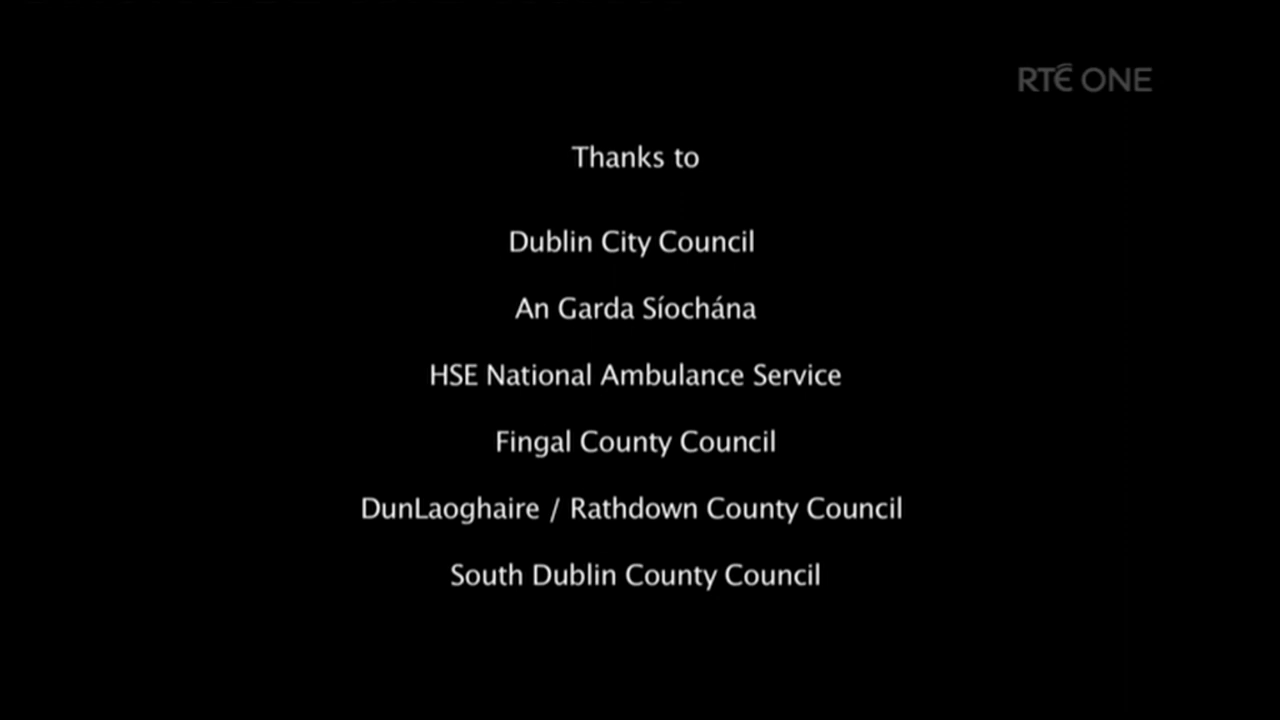 RTÉ ONE
Thanks to
Dublin City Council
An Garda Síochána
HSE National Ambulance Service
Fingal County Council
DunLaoghaire / Rathdown County Council
South Dublin County Council